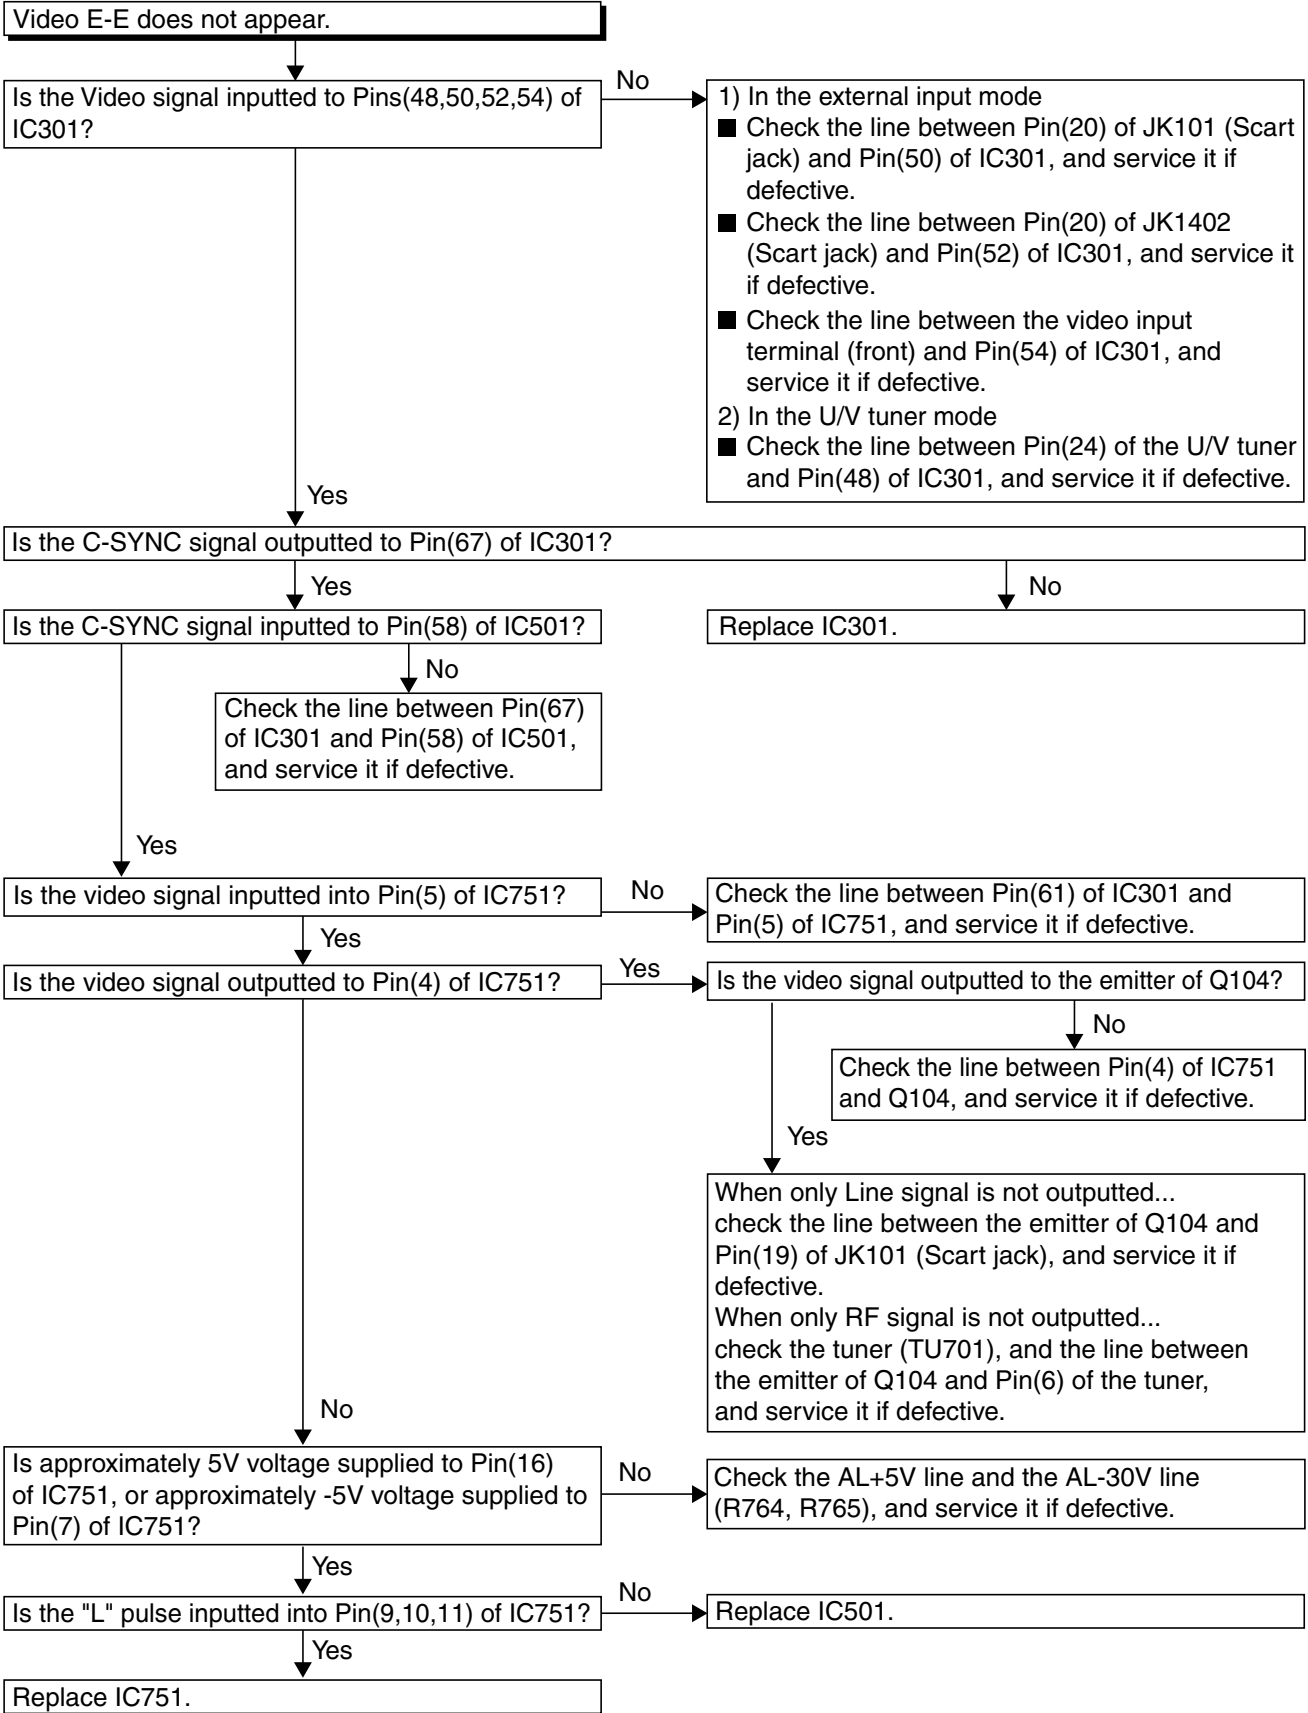 Video E-E does not appear.
Is the Video signal inputted to Pins(48,50,52,54) of
IC301?
No
1) In the external input mode
■ Check the line between Pin(20) of JK101 (Scart
jack) and Pin(50) of IC301, and service it if
defective.
■ Check the line between Pin(20) of JK1402
(Scart jack) and Pin(52) of IC301, and service it
if defective.
■ Check the line between the video input
terminal (front) and Pin(54) of IC301, and
service it if defective.
2) In the U/V tuner mode
■ Check the line between Pin(24) of the U/V tuner
and Pin(48) of IC301, and service it if defective.
Yes
Is the C-SYNC signal outputted to Pin(67) of IC301?
Yes
No
Is the C-SYNC signal inputted to Pin(58) of IC501?
Replace IC301.
No
Check the line between Pin(67)
of IC301 and Pin(58) of IC501,
and service it if defective.
Yes
Is the video signal inputted into Pin(5) of IC751?
No
Check the line between Pin(61) of IC301 and
Pin(5) of IC751, and service it if defective.
Yes
Is the video signal outputted to Pin(4) of IC751?
Yes
Is the video signal outputted to the emitter of Q104?
No
Check the line between Pin(4) of IC751
and Q104, and service it if defective.
Yes
When only Line signal is not outputted...
check the line between the emitter of Q104 and
Pin(19) of JK101 (Scart jack), and service it if
defective.
When only RF signal is not outputted...
check the tuner (TU701), and the line between
the emitter of Q104 and Pin(6) of the tuner,
and service it if defective.
No
Is approximately 5V voltage supplied to Pin(16)
of IC751, or approximately -5V voltage supplied to
Pin(7) of IC751?
No
Check the AL+5V line and the AL-30V line
(R764, R765), and service it if defective.
Yes
Is the "L" pulse inputted into Pin(9,10,11) of IC751?
No
Replace IC501.
Yes
Replace IC751.